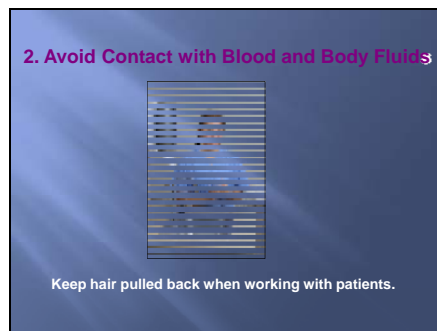 2. Avoid Contact with Blood and Body Fluids
Keep hair pulled back when working with patients.